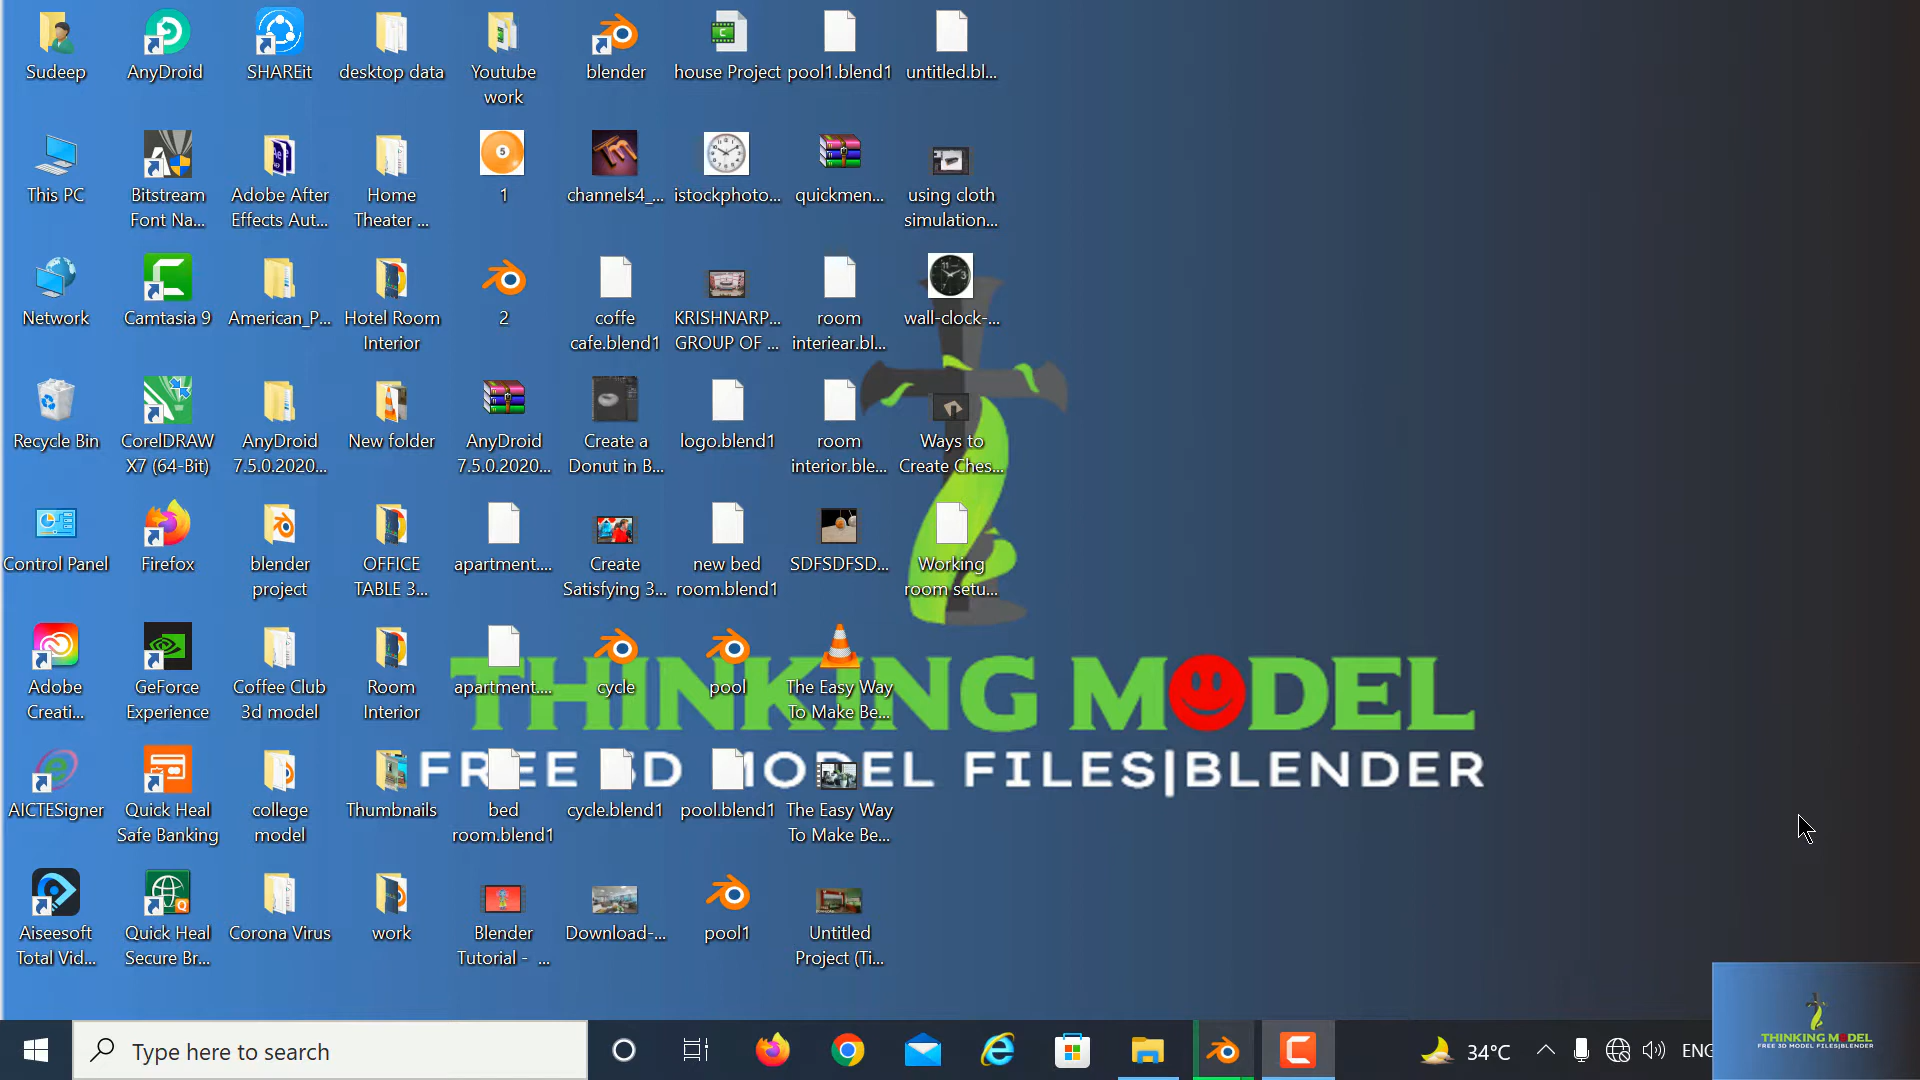 Sudeep
AnyDroid
SHAREit
desktop data
Youtube
work
blender
house Project
pool1.blend1
untitled.bl...
This PC
Bitstream
Font Na...
Adobe After
Effects Aut...
Home
Theater ...
1
channels4_...
istockphoto...
quickmen...
using cloth
simulation...
Network
Camtasia 9
American_P...
Hotel Room
Interior
2
coffe
cafe.blend1
KRISHNARP...
GROUP OF ...
room
interiear.bl...
wall-clock-...
Recycle Bin
CorelDRAW
X7 (64-Bit)
AnyDroid
7.5.0.2020...
New folder
AnyDroid
7.5.0.2020...
Create a
Donut in B...
logo.blend1
room
interior.ble...
Ways to
Create Ches...
Control Panel
Firefox
blender
project
OFFICE
TABLE 3...
apartment....
Create
Satisfying 3...
new bed
room.blend1
SDFSDFSD...
Working
room setu...
Adobe
Creati...
GeForce
Experience
Coffee Club
3d model
Room
Interior
apartment....
cycle
pool
The Easy Way
To Make Be...
THINKING MODEL
FREE 3D MODEL FILES|BLENDER
AICTESigner
Quick Heal
Safe Banking
college
model
Thumbnails
bed
room.blend1
cycle.blend1
pool.blend1
The Easy Way
To Make Be...
Aiseesoft
Total Vid...
Quick Heal
Secure Br...
Corona Virus
work
Blender
Tutorial - ...
Download-...
pool1
Untitled
Project (Ti...
Type here to search
34°C
ENG
THINKING MODEL
FREE 3D MODEL FILES|BLENDER